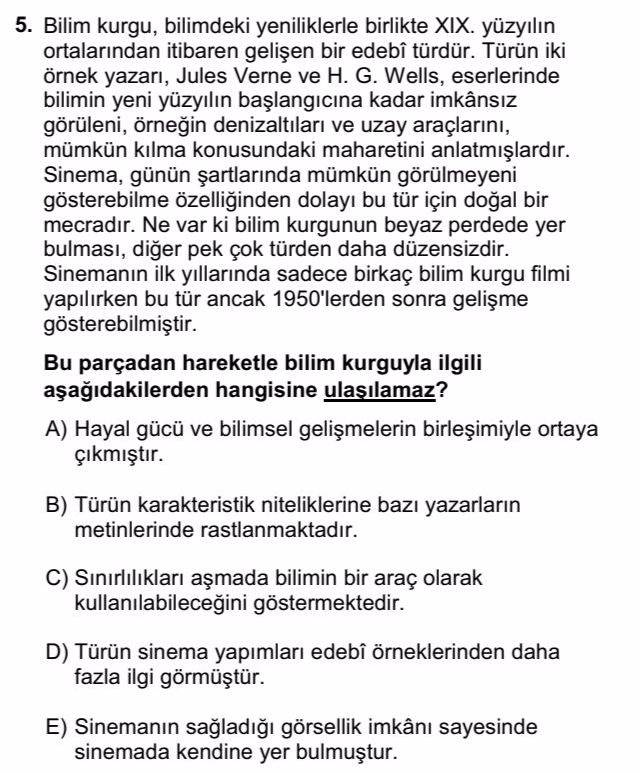 5. Bilim kurgu, bilimdeki yeniliklerle birlikte XIX. yüzyılın
ortalarından itibaren gelişen bir edebî türdür. Türün iki
örnek yazarı, Jules Verne ve H. G. Wells, eserlerinde
bilimin yeni yüzyılın başlangıcına kadar imkânsız
görüleni, örneğin denizaltıları ve uzay araçlarını,
mümkün kılma konusundaki maharetini anlatmışlardır.
Sinema, günün şartlarında mümkün görülmeyeni
gösterebilme özelliğinden dolayı bu tür için doğal bir
mecradır. Ne var ki bilim kurgunun beyaz perdede yer
bulması, diğer pek çok türden daha düzensizdir.
Sinemanın ilk yıllarında sadece birkaç bilim kurgu filmi
yapılırken bu tür ancak 1950'lerden sonra gelişme
gösterebilmiştir.
Bu parçadan hareketle bilim kurguyla ilgili
aşağıdakilerden hangisine ulaşılamaz?
A) Hayal gücü ve bilimsel gelişmelerin birleşimiyle ortaya
çıkmıştır.
B) Türün karakteristik niteliklerine bazı yazarların
metinlerinde rastlanmaktadır.
C) Sınırlılıkları aşmada bilimin bir araç olarak
kullanılabileceğini göstermektedir.
D) Türün sinema yapımları edebî örneklerinden daha
fazla ilgi görmüştür.
E) Sinemanın sağladığı görsellik imkânı sayesinde
sinemada kendine yer bulmuştur.